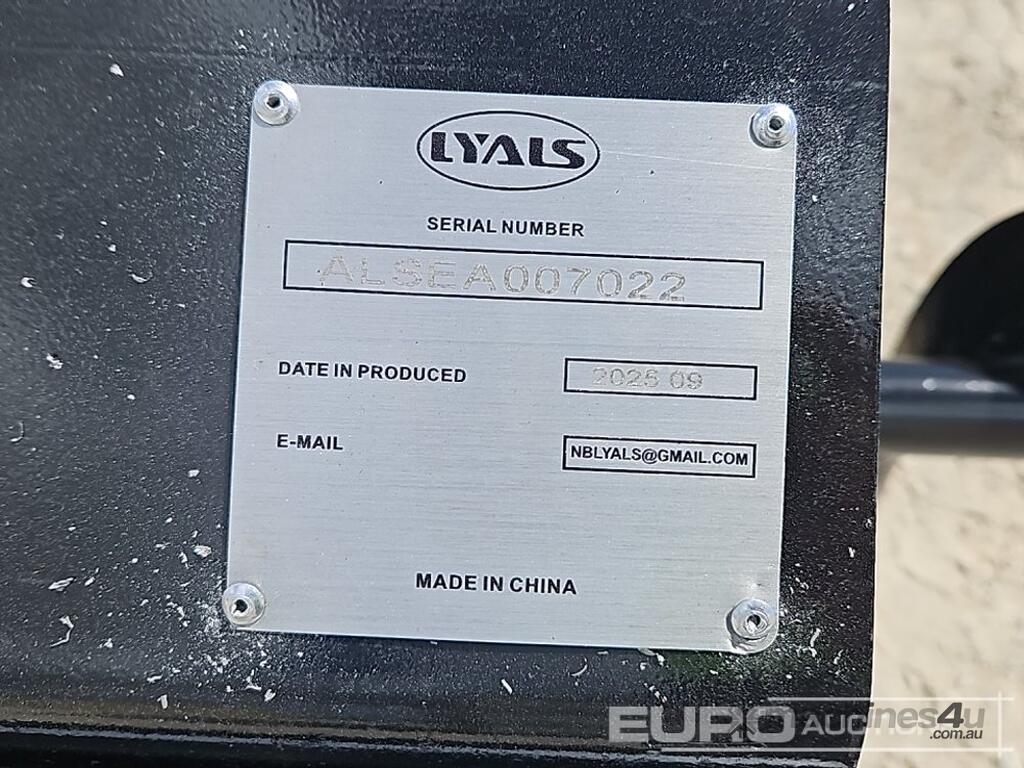 LYALS
SERIAL NUMBER
ALSEA007022
DATE IN PRODUCED
2025 09
E-MAIL
NBLYALS@GMAIL.COM
MADE IN CHINA
EURO
ines4u
.com.au